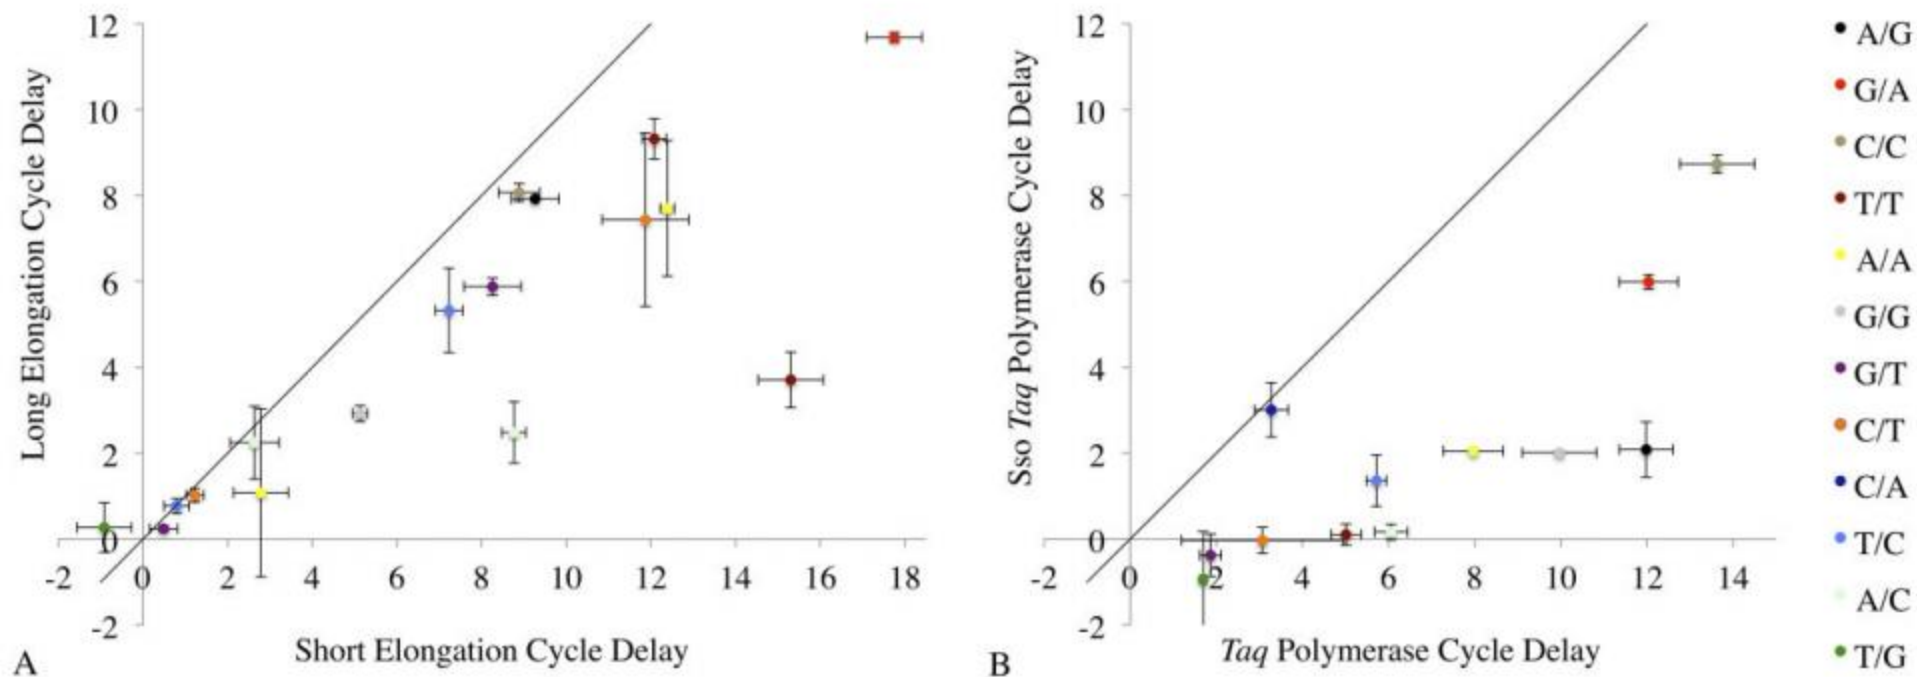 12
10
8
6
4
2
0
-2
-2
0
2
4
6
8
10
12
14
16
18
Long Elongation Cycle Delay
Short Elongation Cycle Delay
A
12
10
8
6
4
2
0
-2
-2
0
2
4
6
8
10
12
14
Sso Taq Polymerase Cycle Delay
Taq Polymerase Cycle Delay
B
A/G
G/A
C/C
T/T
A/A
G/G
G/T
C/T
C/A
T/C
A/C
T/G